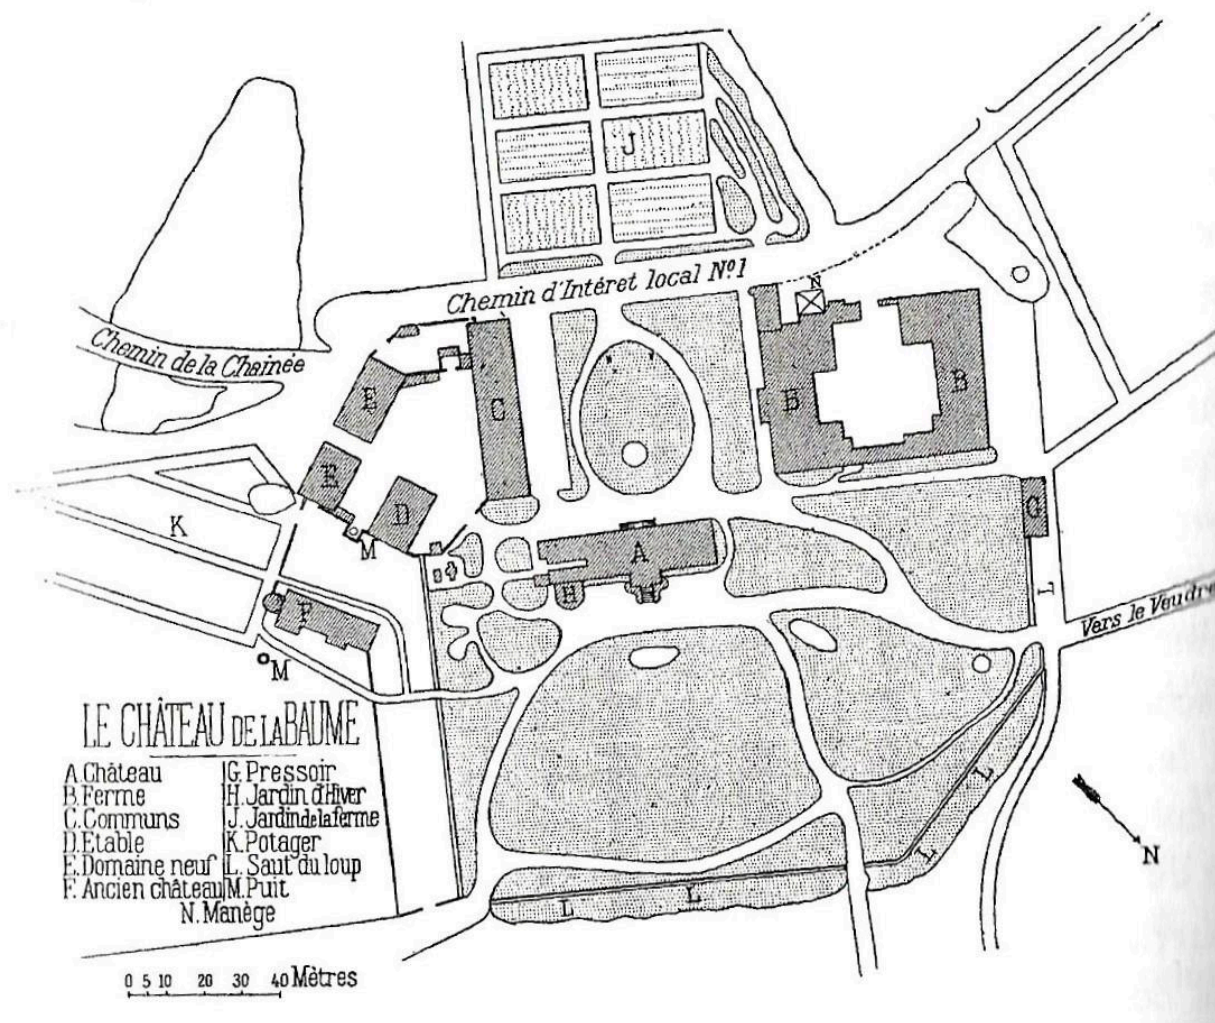 J
Chemin d'Intéret local Nº1
N
Chemin de la Chainée
E
C
B
B
E
D
G
K
M
A
H
H
L
F
Vers le Veudre
M
LE CHÂTEAU DE LA BAUME
A. Château
B. Ferme
C. Communs
D. Etable
E. Domaine neuf
F. Ancien château
G. Pressoir
H. Jardin d'Hiver
J. Jardin de la ferme
K. Potager
L. Saut du loup
M. Puit
N. Manège
L
L
L
L
N
0 5 10 20 30 40 Mètres